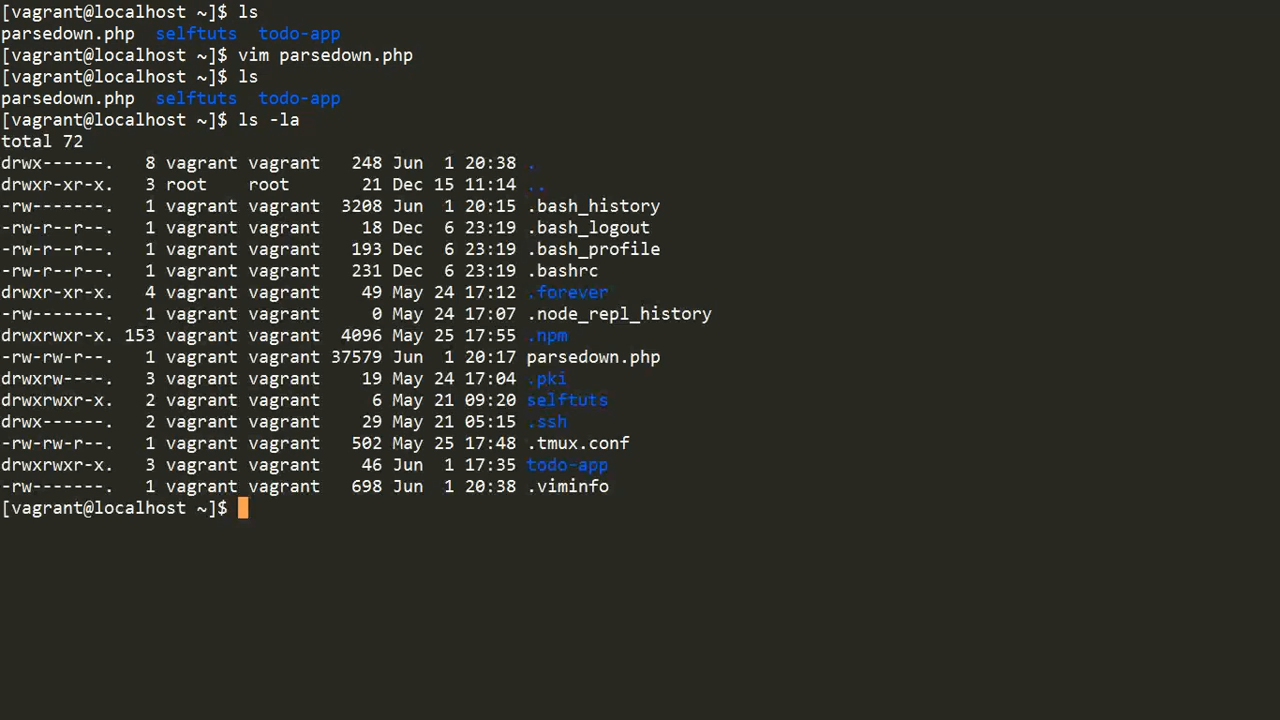 [vagrant@localhost ~]$ ls
parsedown.php  selftuts  todo-app
[vagrant@localhost ~]$ vim parsedown.php
[vagrant@localhost ~]$ ls
parsedown.php  selftuts  todo-app
[vagrant@localhost ~]$ ls -la
total 72
drwx------.   8 vagrant vagrant   248 Jun  1 20:38 .
drwxr-xr-x.   3 root    root       21 Dec 15 11:14 ..
-rw-------.   1 vagrant vagrant  3208 Jun  1 20:15 .bash_history
-rw-r--r--.   1 vagrant vagrant    18 Dec  6 23:19 .bash_logout
-rw-r--r--.   1 vagrant vagrant   193 Dec  6 23:19 .bash_profile
-rw-r--r--.   1 vagrant vagrant   231 Dec  6 23:19 .bashrc
drwxr-xr-x.   4 vagrant vagrant    49 May 24 17:12 .forever
-rw-------.   1 vagrant vagrant     0 May 24 17:07 .node_repl_history
drwxrwxr-x. 153 vagrant vagrant  4096 May 25 17:55 .npm
-rw-rw-r--.   1 vagrant vagrant 37579 Jun  1 20:17 parsedown.php
drwxrw----.   3 vagrant vagrant    19 May 24 17:04 .pki
drwxrwxr-x.   2 vagrant vagrant     6 May 21 09:20 selftuts
drwx------.   2 vagrant vagrant    29 May 21 05:15 .ssh
-rw-rw-r--.   1 vagrant vagrant   502 May 25 17:48 .tmux.conf
drwxrwxr-x.   3 vagrant vagrant    46 Jun  1 17:35 todo-app
-rw-------.   1 vagrant vagrant   698 Jun  1 20:38 .viminfo
[vagrant@localhost ~]$